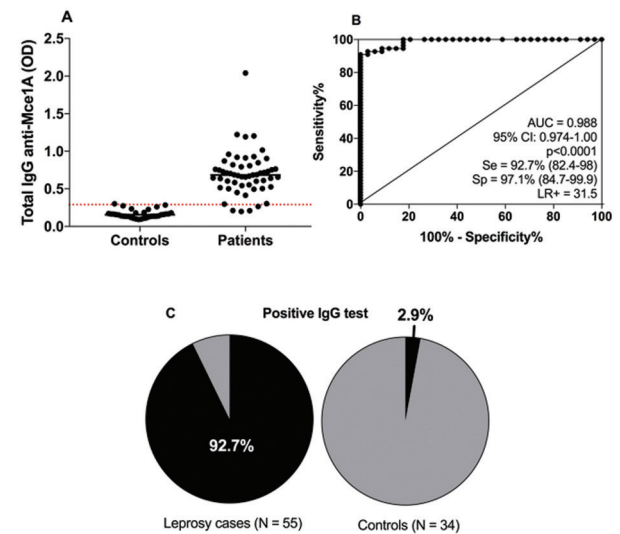 A
Total IgG anti-Mce1A (OD)
2.5
2.0
1.5
1.0
0.5
0.0
Controls
Patients
B
Sensitivity%
100
80
60
40
20
0
AUC = 0.988
95% CI: 0.974-1.00
p<0.0001
Se = 92.7% (82.4-98)
Sp = 97.1% (84.7-99.9)
LR+ = 31.5
0 20 40 60 80 100
100% - Specificity%
C
Positive IgG test
2.9%
92.7%
Leprosy cases (N = 55)
Controls (N = 34)